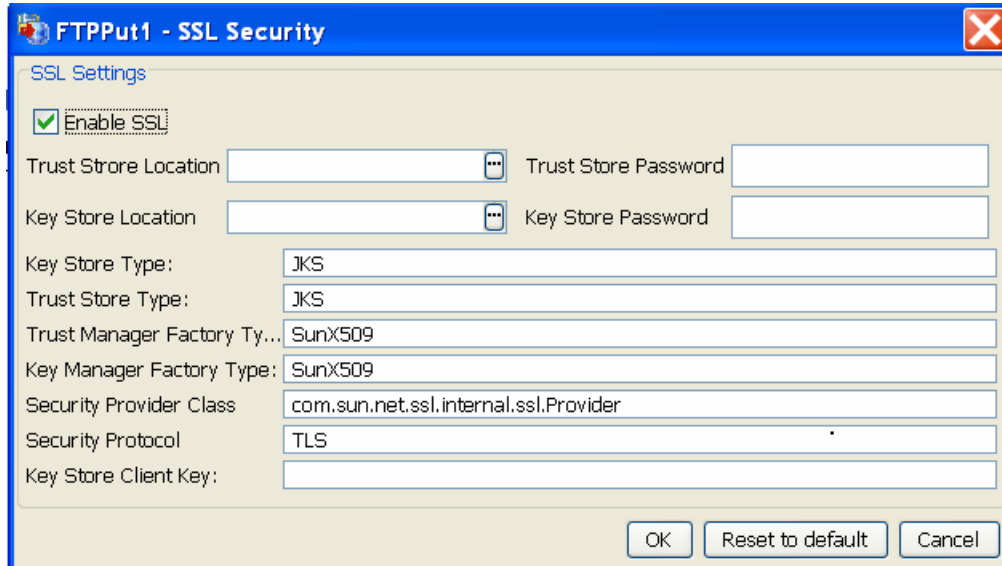 FTPPut1 - SSL Security
SSL Settings
Enable SSL
Trust Strore Location ... Trust Store Password
Key Store Location ... Key Store Password
Key Store Type: JKS
Trust Store Type: JKS
Trust Manager Factory Ty... SunX509
Key Manager Factory Type: SunX509
Security Provider Class com.sun.net.ssl.internal.ssl.Provider
Security Protocol TLS
Key Store Client Key:
OK Reset to default Cancel